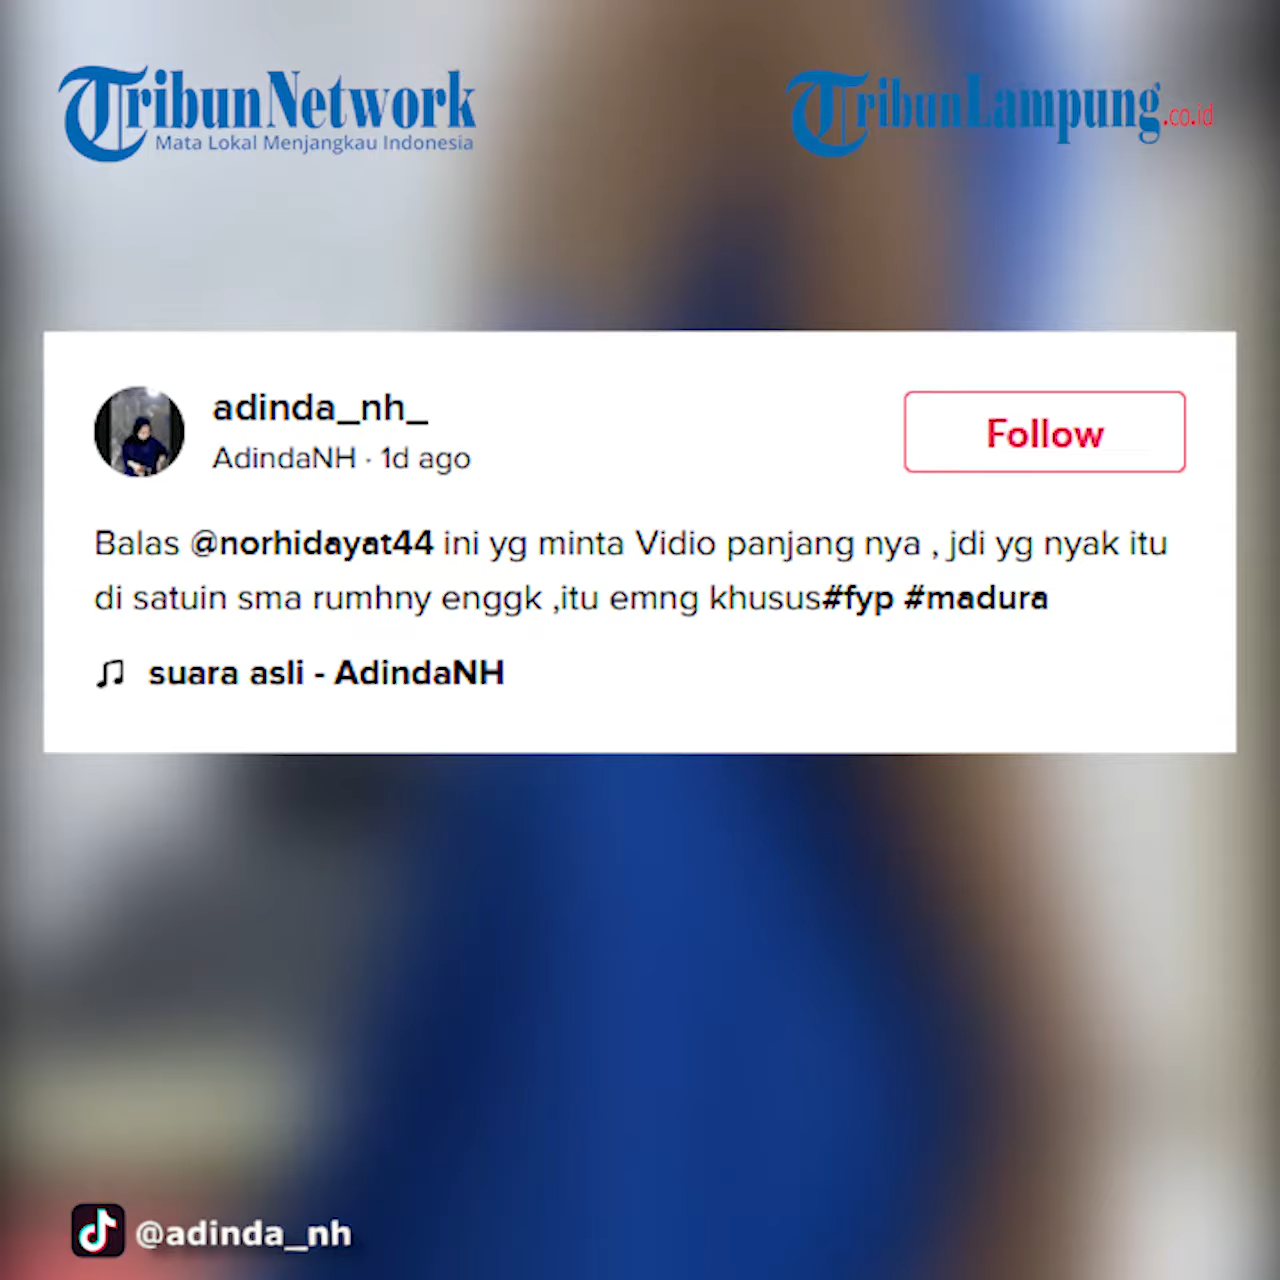 TribunNetwork
Mata Lokal Menjangkau Indonesia
TribunLampung.co.id
adinda_nh_
AdindaNH · 1d ago
Follow
Balas @norhidayat44 ini yg minta Vidio panjang nya , jdi yg nyak itu
di satuin sma rumhny enggk ,itu emng khusus#fyp #madura
suara asli - AdindaNH
@adinda_nh